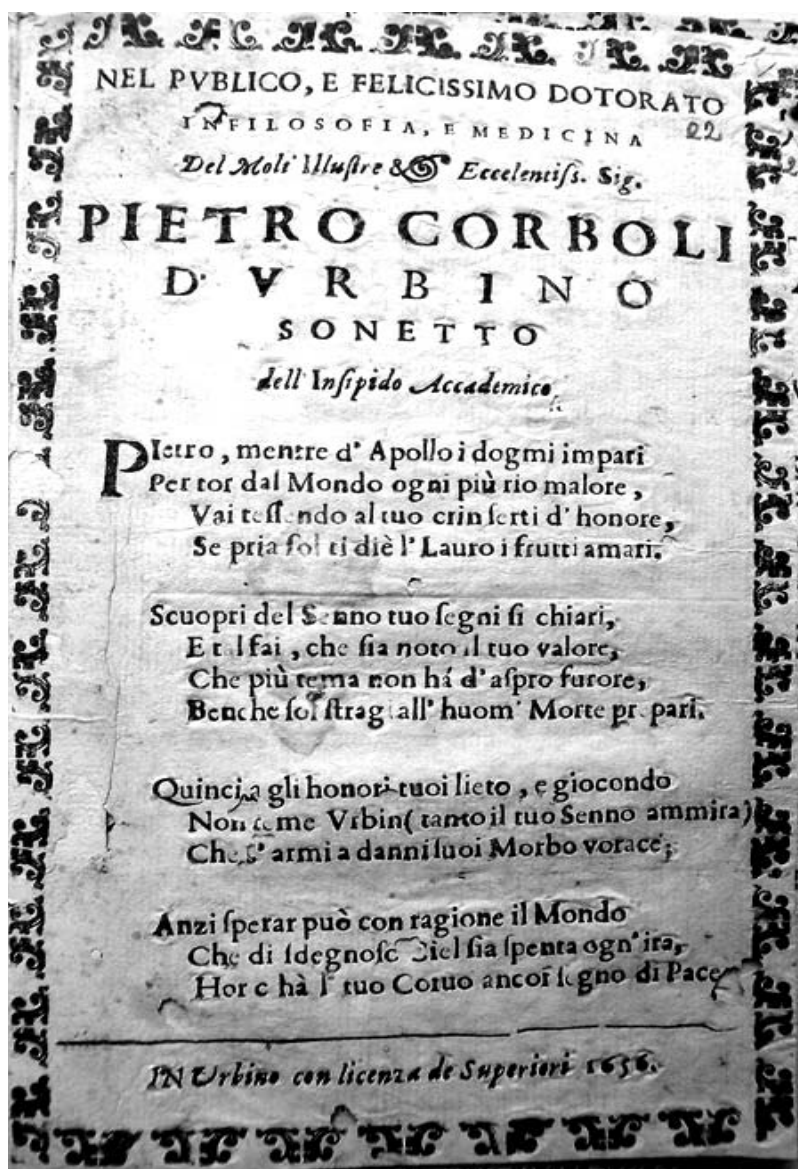 NEL PVBLICO, E FELICISSIMO DOTORATO
IN FILOSOFIA, E MEDICINA
22
Del Molt' Illuſtre & Eccelentiſs. Sig.
PIETRO CORBOLI
D' VRBINO
SONETTO
dell' Inſipido Accademico
PIetro, mentre d' Apollo i dogmi impari
Per tor dal Mondo ogni più rio malore,
Vai teſſendo al tuo crin ſerti d' honore,
Se pria ſol ti diè l' Lauro i frutti amari.
Scuopri del Senno tuo ſegni ſi chiari,
E tal fai, che ſia noto il tuo valore,
Che più tema non há d' aſpro furore,
Benche ſol ſtragi all' huom' Morte prepari.
Quinci a gli honori tuoi lieto, e giocondo
Non teme Vrbin (tanto il tuo Senno ammira)
Che s' armi a danni ſuoi Morbo vorace;
Anzi ſperar può con ragione il Mondo
Che di ſdegnoſo Ciel ſia ſpenta ogn' ira,
Hor hà tuo Coruo ancor ſegno di Pace
IN Urbino con licenza de Superiori 1656.